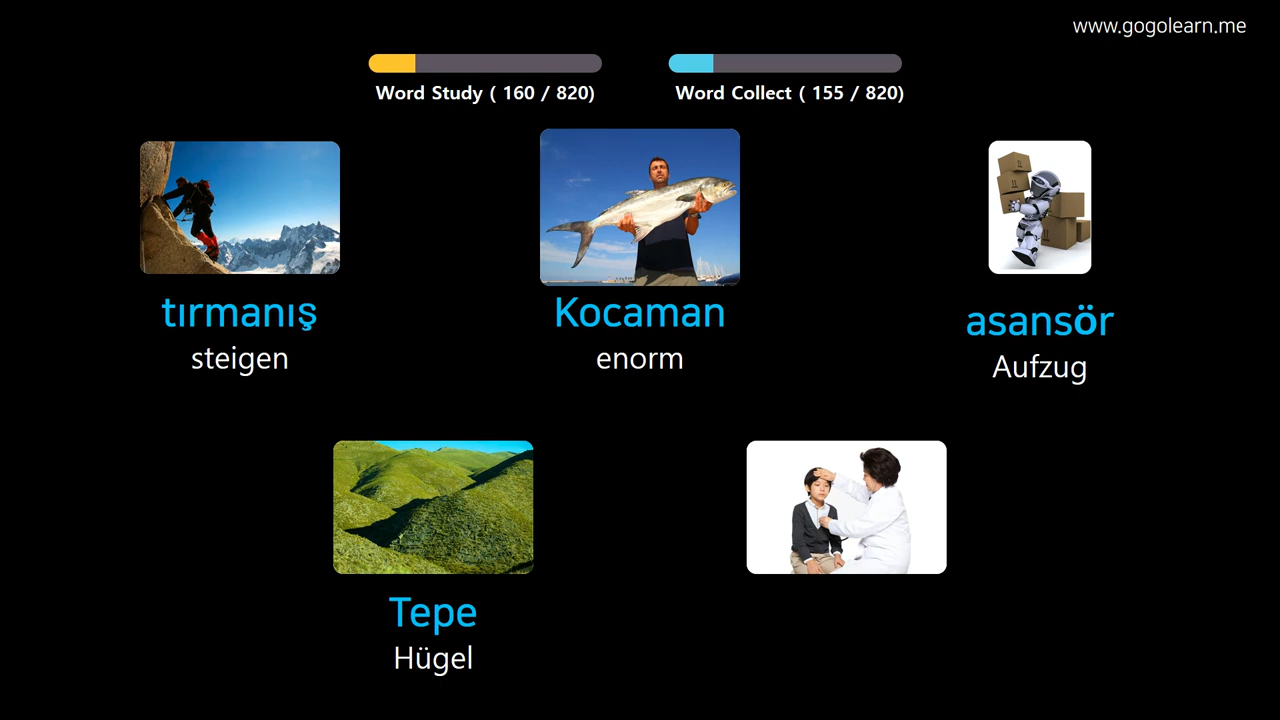 www.gogolearn.me
Word Study ( 160 / 820)
Word Collect ( 155 / 820)
tırmanış
steigen
Kocaman
enorm
asansör
Aufzug
Tepe
Hügel